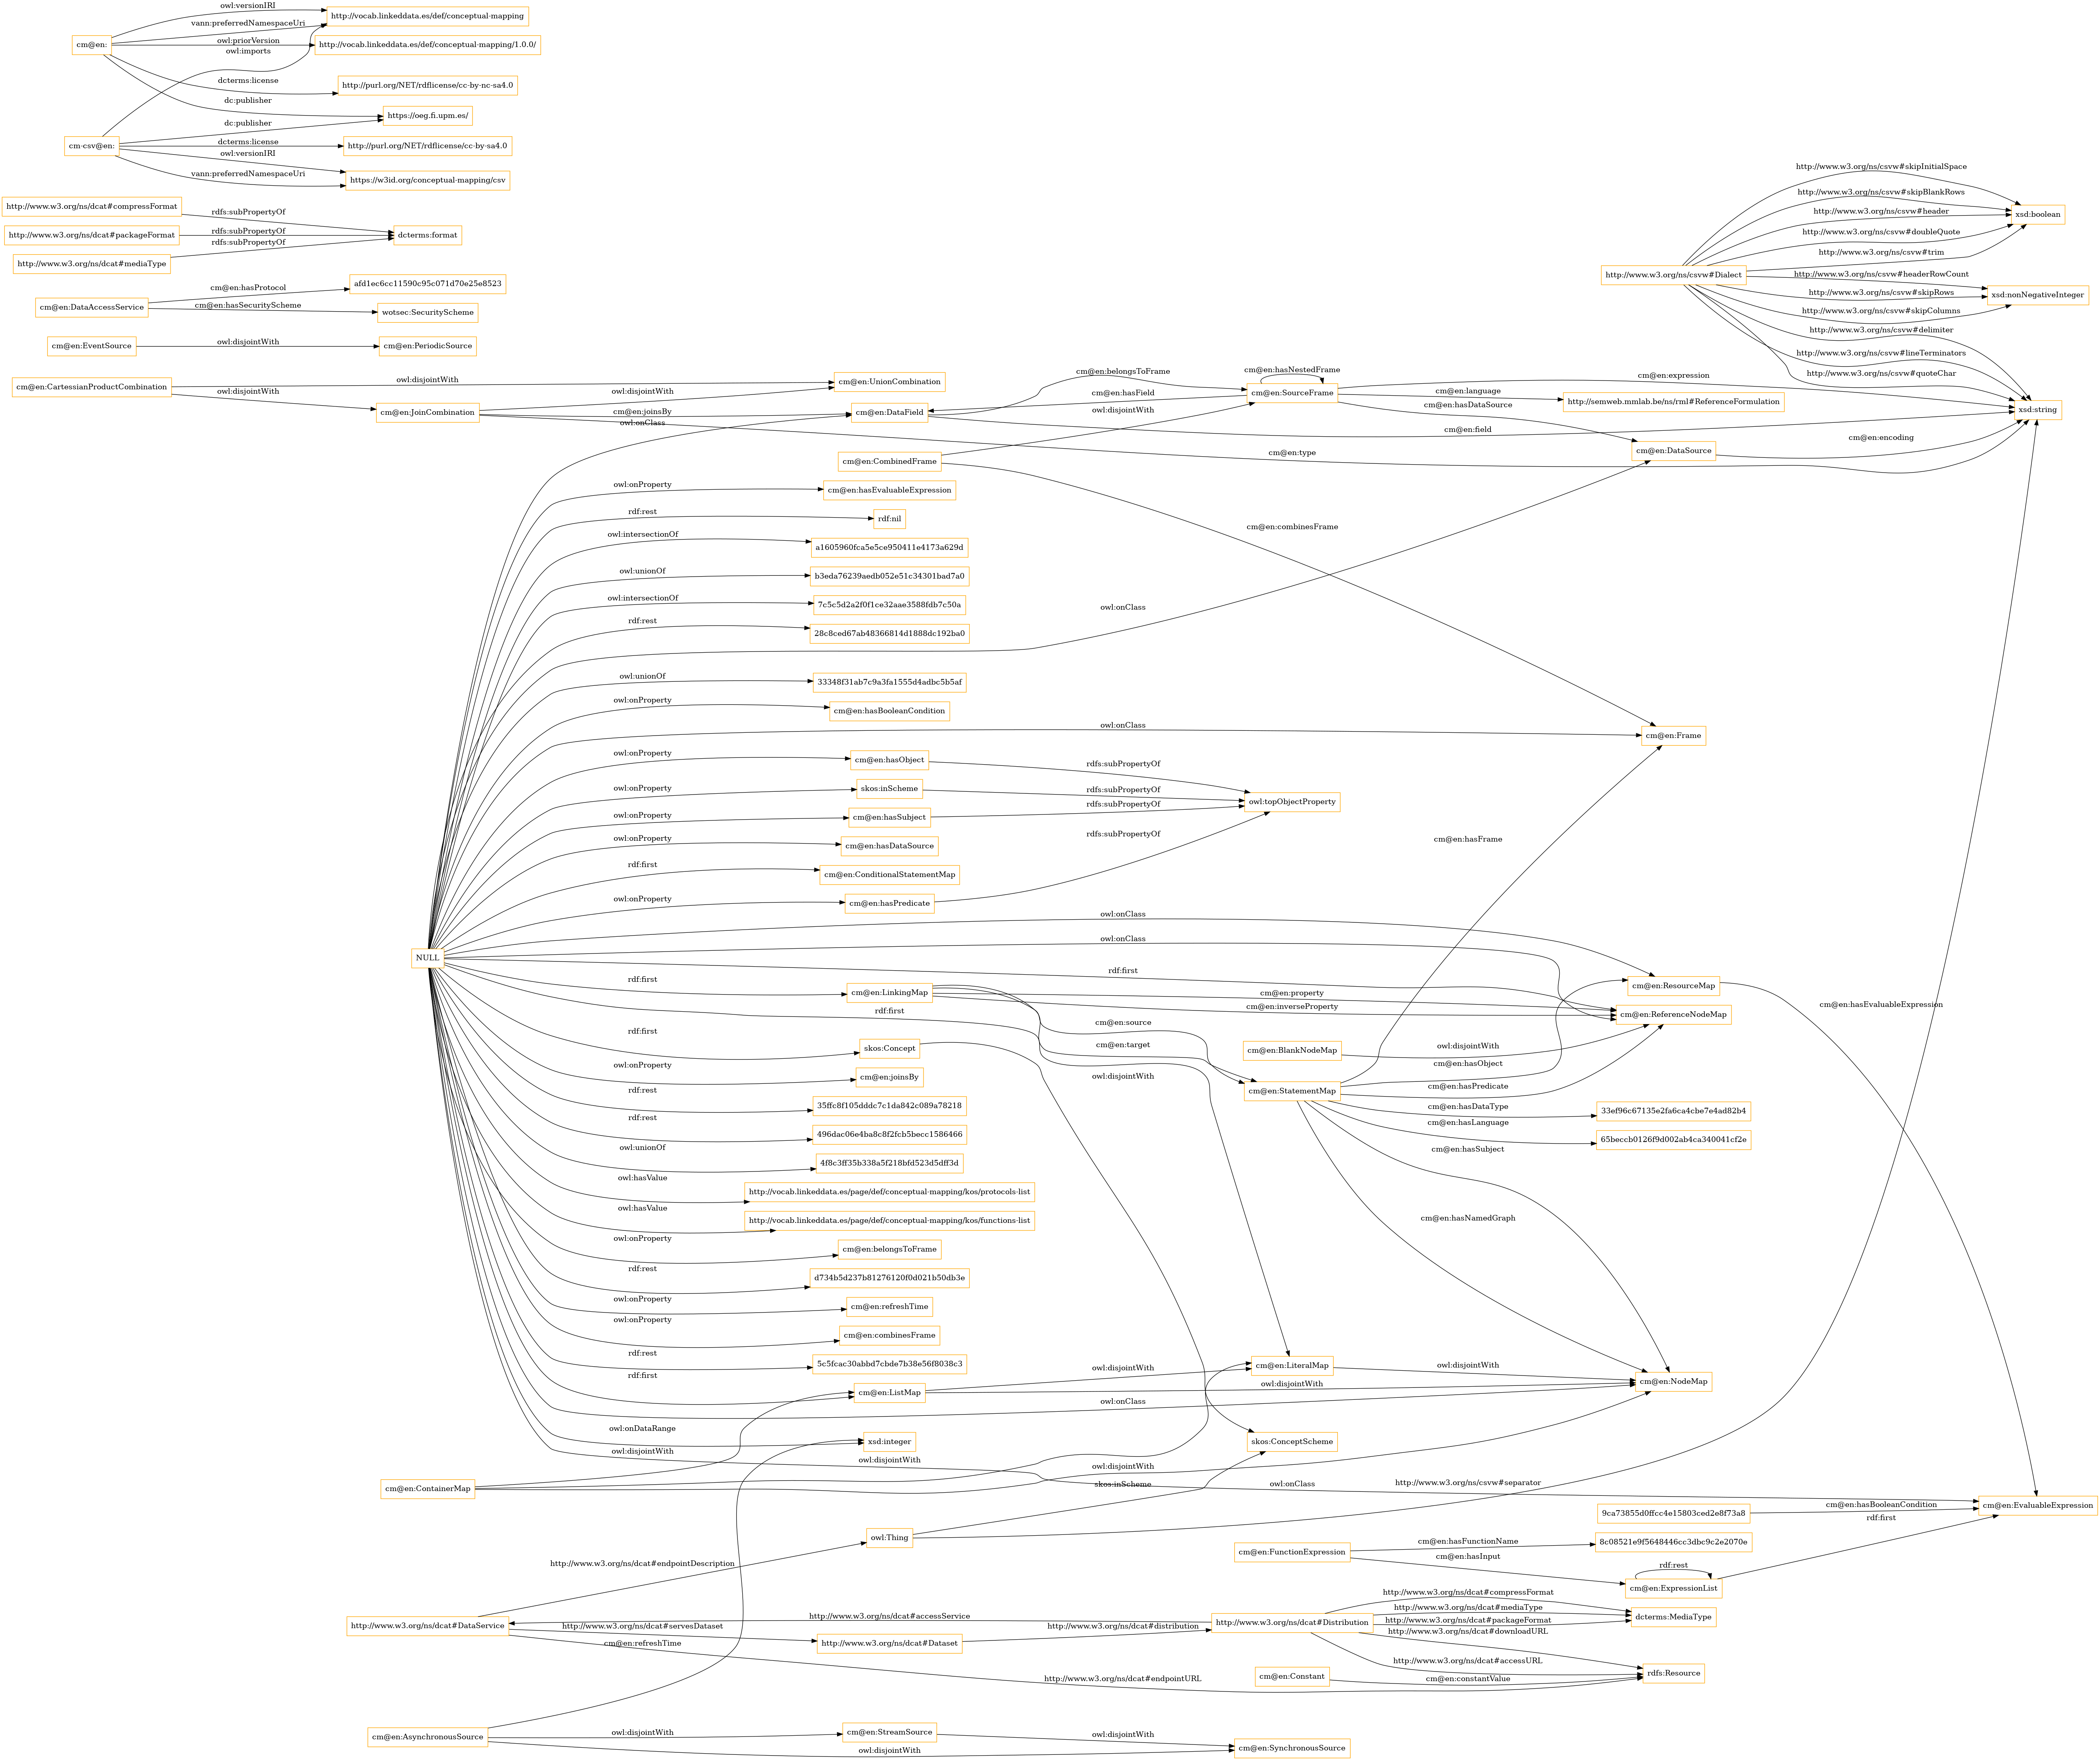 owl:versionIRI
http://vocab.linkeddata.es/def/conceptual-mapping
vann:preferredNamespaceUri
cm@en:
owl:priorVersion
http://vocab.linkeddata.es/def/conceptual-mapping/1.0.0/
owl:imports
dcterms:license
http://purl.org/NET/rdflicense/cc-by-nc-sa4.0
dc:publisher
https://oeg.fi.upm.es/
dc:publisher
cm-csv@en:
dcterms:license
http://purl.org/NET/rdflicense/cc-by-sa4.0
owl:versionIRI
vann:preferredNamespaceUri
https://w3id.org/conceptual-mapping/csv
http://www.w3.org/ns/dcat#compressFormat
rdfs:subPropertyOf
http://www.w3.org/ns/dcat#packageFormat
rdfs:subPropertyOf
dcterms:format
rdfs:subPropertyOf
http://www.w3.org/ns/dcat#mediaType
cm@en:DataAccessService
cm@en:hasProtocol
afd1ec6cc11590c95c071d70e25e8523
cm@en:hasSecurityScheme
wotsec:SecurityScheme
cm@en:EventSource
owl:disjointWith
cm@en:PeriodicSource
cm@en:CartessianProductCombination
owl:disjointWith
cm@en:UnionCombination
owl:disjointWith
owl:disjointWith
cm@en:JoinCombination
cm@en:joinsBy
cm@en:DataField
owl:onClass
cm@en:belongsToFrame
cm@en:hasField
cm@en:hasNestedFrame
cm@en:SourceFrame
owl:disjointWith
cm@en:CombinedFrame
cm@en:type
cm@en:expression
cm@en:language
http://semweb.mmlab.be/ns/rml#ReferenceFormulation
cm@en:hasDataSource
cm@en:field
cm@en:DataSource
cm@en:encoding
xsd:string
http://www.w3.org/ns/csvw#Dialect
http://www.w3.org/ns/csvw#skipInitialSpace
http://www.w3.org/ns/csvw#skipBlankRows
http://www.w3.org/ns/csvw#header
xsd:boolean
http://www.w3.org/ns/csvw#doubleQuote
http://www.w3.org/ns/csvw#trim
http://www.w3.org/ns/csvw#headerRowCount
http://www.w3.org/ns/csvw#skipRows
xsd:nonNegativeInteger
http://www.w3.org/ns/csvw#skipColumns
http://www.w3.org/ns/csvw#delimiter
http://www.w3.org/ns/csvw#lineTerminators
http://www.w3.org/ns/csvw#quoteChar
owl:onProperty
cm@en:hasEvaluableExpression
rdf:rest
rdf:nil
cm@en:combinesFrame
owl:intersectionOf
a1605960fca5e5ce950411e4173a629d
owl:unionOf
b3eda76239aedb052e51c34301bad7a0
owl:intersectionOf
7c5c5d2a2f0f1ce32aae3588fdb7c50a
owl:onClass
rdf:rest
28c8ced67ab48366814d1888dc192ba0
owl:unionOf
33348f31ab7c9a3fa1555d4adbc5b5af
owl:onProperty
cm@en:hasBooleanCondition
owl:onClass
cm@en:Frame
owl:onProperty
cm@en:hasObject
rdfs:subPropertyOf
owl:onProperty
skos:inScheme
rdfs:subPropertyOf
owl:topObjectProperty
owl:onProperty
cm@en:hasSubject
rdfs:subPropertyOf
owl:onProperty
cm@en:hasDataSource
rdfs:subPropertyOf
cm@en:hasFrame
rdf:first
cm@en:ConditionalStatementMap
owl:onProperty
cm@en:hasPredicate
owl:onClass
owl:onClass
NULL
rdf:first
rdf:first
cm@en:LinkingMap
cm@en:property
cm@en:inverseProperty
cm@en:ResourceMap
cm@en:ReferenceNodeMap
cm@en:hasEvaluableExpression
rdf:first
cm@en:source
cm@en:target
rdf:first
skos:Concept
cm@en:BlankNodeMap
owl:disjointWith
cm@en:hasObject
owl:onProperty
cm@en:joinsBy
owl:disjointWith
cm@en:StatementMap
cm@en:hasPredicate
cm@en:hasDataType
33ef96c67135e2fa6ca4cbe7e4ad82b4
rdf:rest
35ffc8f105dddc7c1da842c089a78218
cm@en:hasLanguage
65beccb0126f9d002ab4ca340041cf2e
rdf:rest
496dac06e4ba8c8f2fcb5becc1586466
cm@en:hasSubject
owl:unionOf
4f8c3ff35b338a5f218bfd523d5dff3d
owl:hasValue
http://vocab.linkeddata.es/page/def/conceptual-mapping/kos/protocols-list
owl:hasValue
http://vocab.linkeddata.es/page/def/conceptual-mapping/kos/functions-list
cm@en:hasNamedGraph
owl:onProperty
cm@en:belongsToFrame
rdf:rest
d734b5d237b81276120f0d021b50db3e
owl:onProperty
cm@en:refreshTime
owl:onProperty
cm@en:combinesFrame
rdf:rest
5c5fcac30abbd7cbde7b38e56f8038c3
rdf:first
cm@en:ListMap
owl:disjointWith
cm@en:LiteralMap
owl:disjointWith
owl:disjointWith
cm@en:NodeMap
owl:onClass
owl:onDataRange
xsd:integer
skos:ConceptScheme
owl:disjointWith
owl:disjointWith
owl:disjointWith
cm@en:ContainerMap
skos:inScheme
owl:onClass
http://www.w3.org/ns/csvw#separator
cm@en:EvaluableExpression
9ca73855d0ffcc4e15803ced2e8f73a8
cm@en:hasBooleanCondition
rdf:first
owl:Thing
cm@en:FunctionExpression
cm@en:hasFunctionName
8c08521e9f5648446cc3dbc9c2e2070e
cm@en:hasInput
rdf:rest
cm@en:ExpressionList
http://www.w3.org/ns/dcat#endpointDescription
http://www.w3.org/ns/dcat#DataService
http://www.w3.org/ns/dcat#accessService
http://www.w3.org/ns/dcat#servesDataset
http://www.w3.org/ns/dcat#Dataset
http://www.w3.org/ns/dcat#distribution
http://www.w3.org/ns/dcat#Distribution
http://www.w3.org/ns/dcat#compressFormat
http://www.w3.org/ns/dcat#mediaType
dcterms:MediaType
http://www.w3.org/ns/dcat#packageFormat
http://www.w3.org/ns/dcat#downloadURL
http://www.w3.org/ns/dcat#accessURL
rdfs:Resource
cm@en:refreshTime
http://www.w3.org/ns/dcat#endpointURL
cm@en:Constant
cm@en:constantValue
cm@en:AsynchronousSource
owl:disjointWith
cm@en:StreamSource
owl:disjointWith
owl:disjointWith
cm@en:SynchronousSource